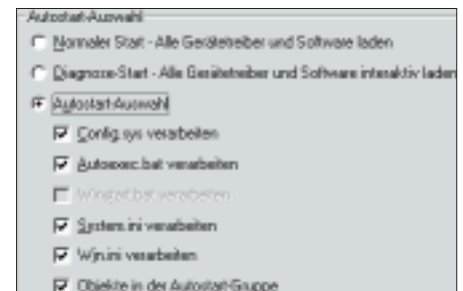 Autostart-Auswahl
Normaler Start - Alle Gerätetreiber und Software laden
Diagnose-Start - Alle Gerätetreiber und Software interaktiv laden
Autostart-Auswahl
Config.sys verarbeiten
Autoexec.bat verarbeiten
Winstart.bat verarbeiten
System.ini verarbeiten
Win.ini verarbeiten
Objekte in der Autostart-Gruppe